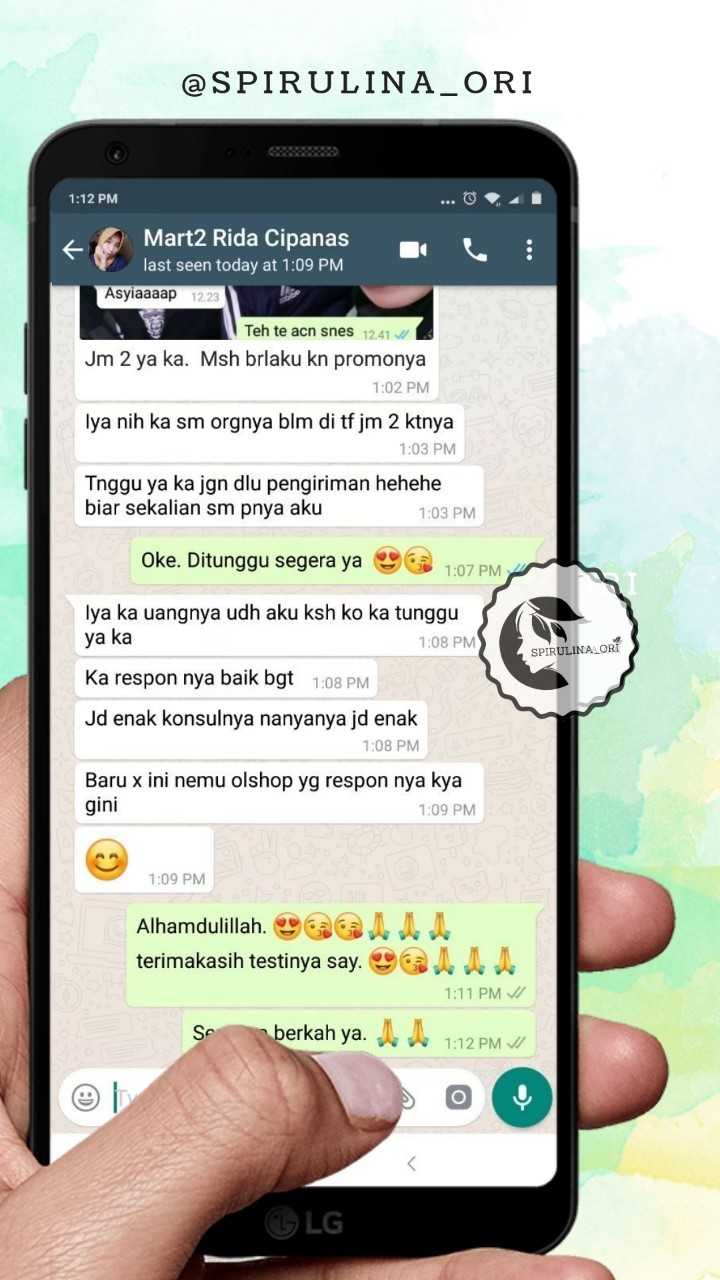 @SPIRULINA_ORI
1:12 PM
Mart2 Rida Cipanas
last seen today at 1:09 PM
Asyiaaaap 12.23
Teh te acn snes 12.41
Jm 2 ya ka. Msh brlaku kn promonya
1:02 PM
Iya nih ka sm orgnya blm di tf jm 2 ktnya
1:03 PM
Tnggu ya ka jgn dlu pengiriman hehehe
biar sekalian sm pnya aku 1:03 PM
Oke. Ditunggu segera ya 😍😘 1:07 PM
RI
Iya ka uangnya udh aku ksh ko ka tunggu
ya ka 1:08 PM
SPIRULINA_ORI
Ka respon nya baik bgt 1:08 PM
Jd enak konsulnya nanyanya jd enak
1:08 PM
Baru x ini nemu olshop yg respon nya kya
gini 1:09 PM
😊 1:09 PM
Alhamdulillah. 😍😘😘🙏🙏🙏
terimakasih testinya say. 😍😘🙏🙏🙏
1:11 PM
berkah ya. 🙏🙏 1:12 PM
LG